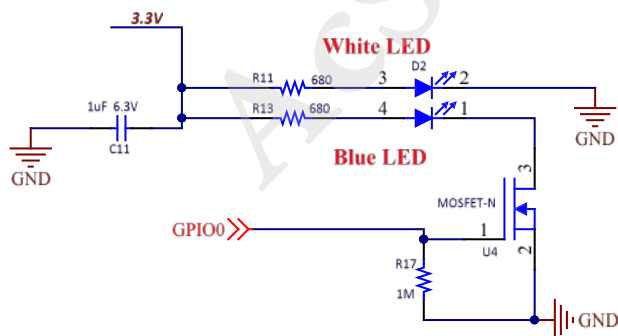 3.3V
White LED
R11 680 3 D2 2
1uF 6.3V
R13 680 4 1
C11
GND
GND
Blue LED
3
MOSFET-N
GPIO0
1
U4
2
R17
1M
GND